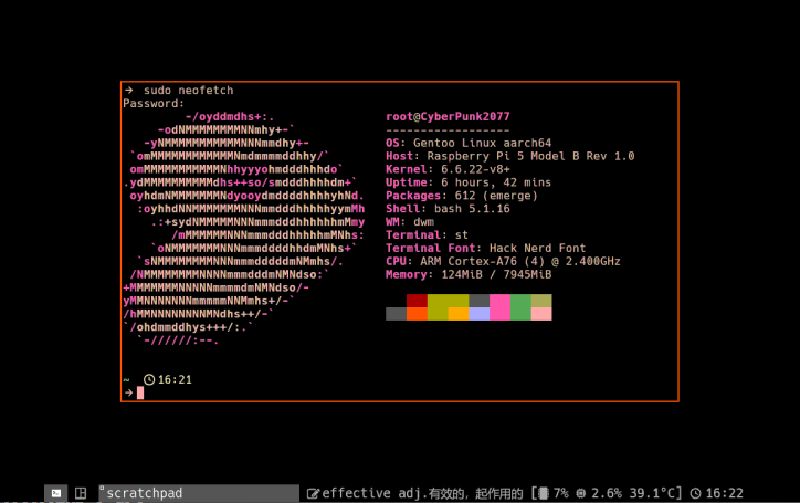 → sudo neofetch
Password:
-/oyddmdhs+:.
-odNMMMMMMMMNNmhy+-`
-yNMMMMMMMMMMMNNNmmdhy+-
`omMMMMMMMMMMMMNmdmmmmddhhy/`
omMMMMMMMMMMMNhhyyyohmdddhhhdo`
.ydMMMMMMMMMMdhs++so/smdddhhhhdm+`
oyhdmNMMMMMMMNdyooydmddddhhhhyhNd.
:oyhhdNNMMMMMMMNNNmmdddhhhhhyymMh
.:+sydNMMMMMNNNmmmdddhhhhhhmMmy
/mMMMMMMNNNmmmdddhhhhhmMNhs:
`oNMMMMMMMNNNmmmddddhhdmMNhs+`
`sNMMMMMMMMNNNmmmdddddmNMmhs/.
/NMMMMMMMMNNNNmmmdddmNMNdso:`
+MMMMMMMNNNNNmmmmdmNMNdso/-
yMMNNNNNNNmmmmmNNMmhs+/-`
/hMMNNNNNNNNMNdhs++/-`
`/ohdmmddhys+++/:.`
`-//////:--.
root@CyberPunk2077
------------------
OS: Gentoo Linux aarch64
Host: Raspberry Pi 5 Model B Rev 1.0
Kernel: 6.6.22-v8+
Uptime: 6 hours, 42 mins
Packages: 612 (emerge)
Shell: bash 5.1.16
WM: dwm
Terminal: st
Terminal Font: Hack Nerd Font
CPU: ARM Cortex-A76 (4) @ 2.400GHz
Memory: 124MiB / 7945MiB
~ 16:21
→
scratchpad effective adj.有效的, 起作用的 [ 7% 2.6% 39.1°C] 16:22